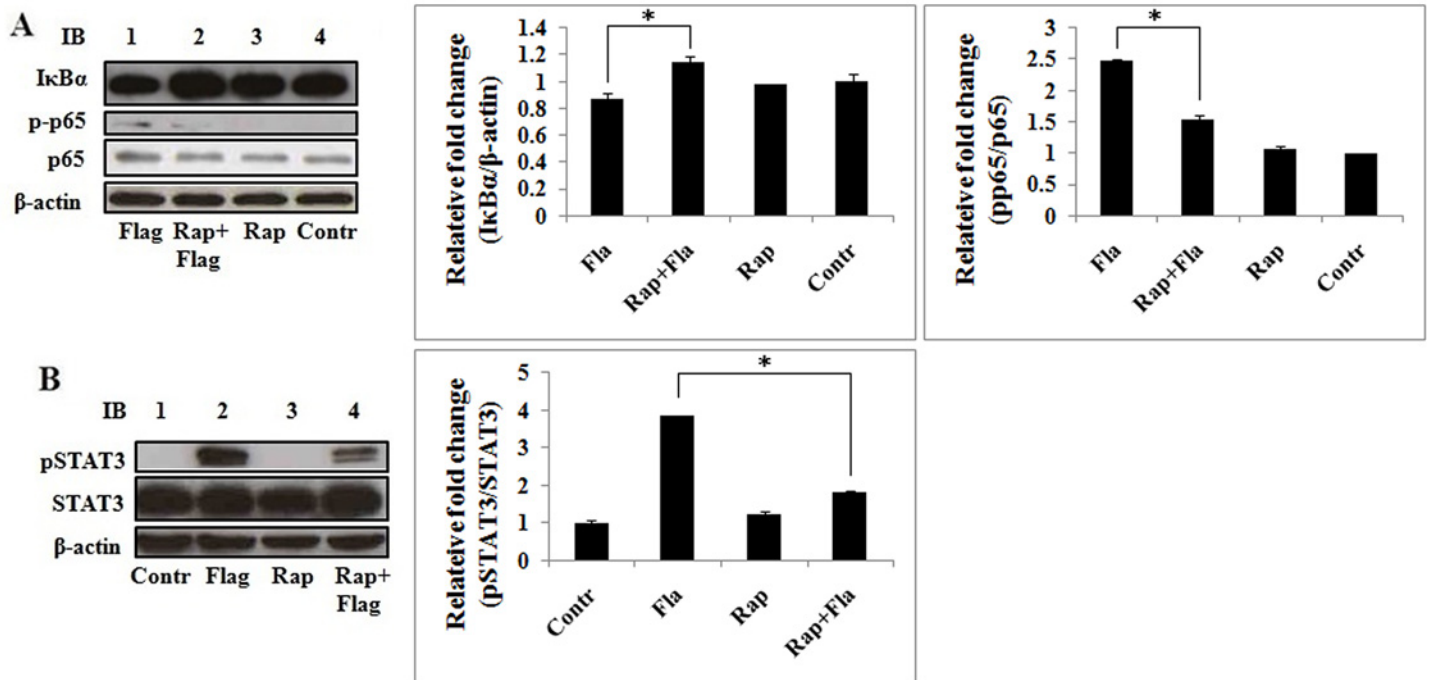 A
IB 1 2 3 4
IκBα
p-p65
p65
β-actin
Flag Rap+ Rap Contr
Flag
Relateive fold change
(IκBα/β-actin)
1.4
1.2
1
0.8
0.6
0.4
0.2
0
*
Fla
Rap+Fla
Rap
Contr
Relateive fold change
(pp65/p65)
3
2.5
2
1.5
1
0.5
0
*
Fla
Rap+Fla
Rap
Contr
B
IB 1 2 3 4
pSTAT3
STAT3
β-actin
Contr Flag Rap Rap+
Flag
Relateive fold change
(pSTAT3/STAT3)
5
4
3
2
1
0
*
Contr
Fla
Rap
Rap+Fla